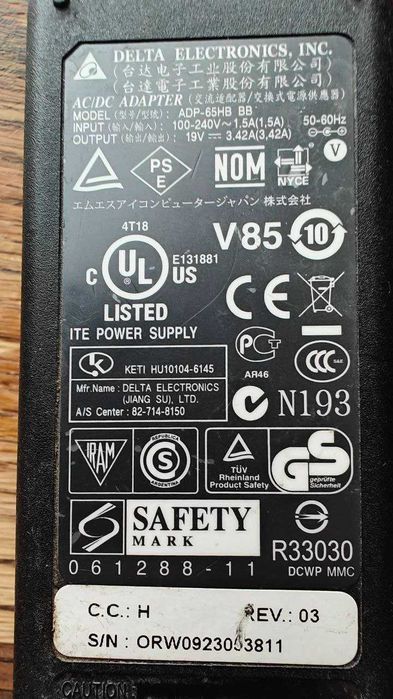 DELTA ELECTRONICS, INC.
台达电子工业股份有限公司
台達電子工業股份有限公司
AC/DC ADAPTER (交流适配器/交換式電源供應器)
MODEL (型号/型號) : ADP-65HB BB
INPUT (输入/輸入) : 100-240V~ 1.5A(1,5A) 50-60Hz
OUTPUT (输出/輸出) : 19V⎓ 3.42A(3,42A)
V
PS
E
NOM
NYCE
エムエスアイコンピュータージャパン 株式会社
4T18
V85
10
C UL US
E131881
LISTED
ITE POWER SUPPLY
CE
PCT
AR46
CCC
S&E
K KETI HU10104-6145
Mfr.Name : DELTA ELECTRONICS
(JIANG SU), LTD.
A/S Center : 82-714-8150
N193
IRAM
REPUBLICA
S
ARGENTINA
TÜV
Rheinland
Product Safety
GS
geprüfte
Sicherheit
SAFETY
MARK
061288-11
R33030
DCWP MMC
C.C.: H REV.: 03
S/N : ORW0923003811
CAUTION: